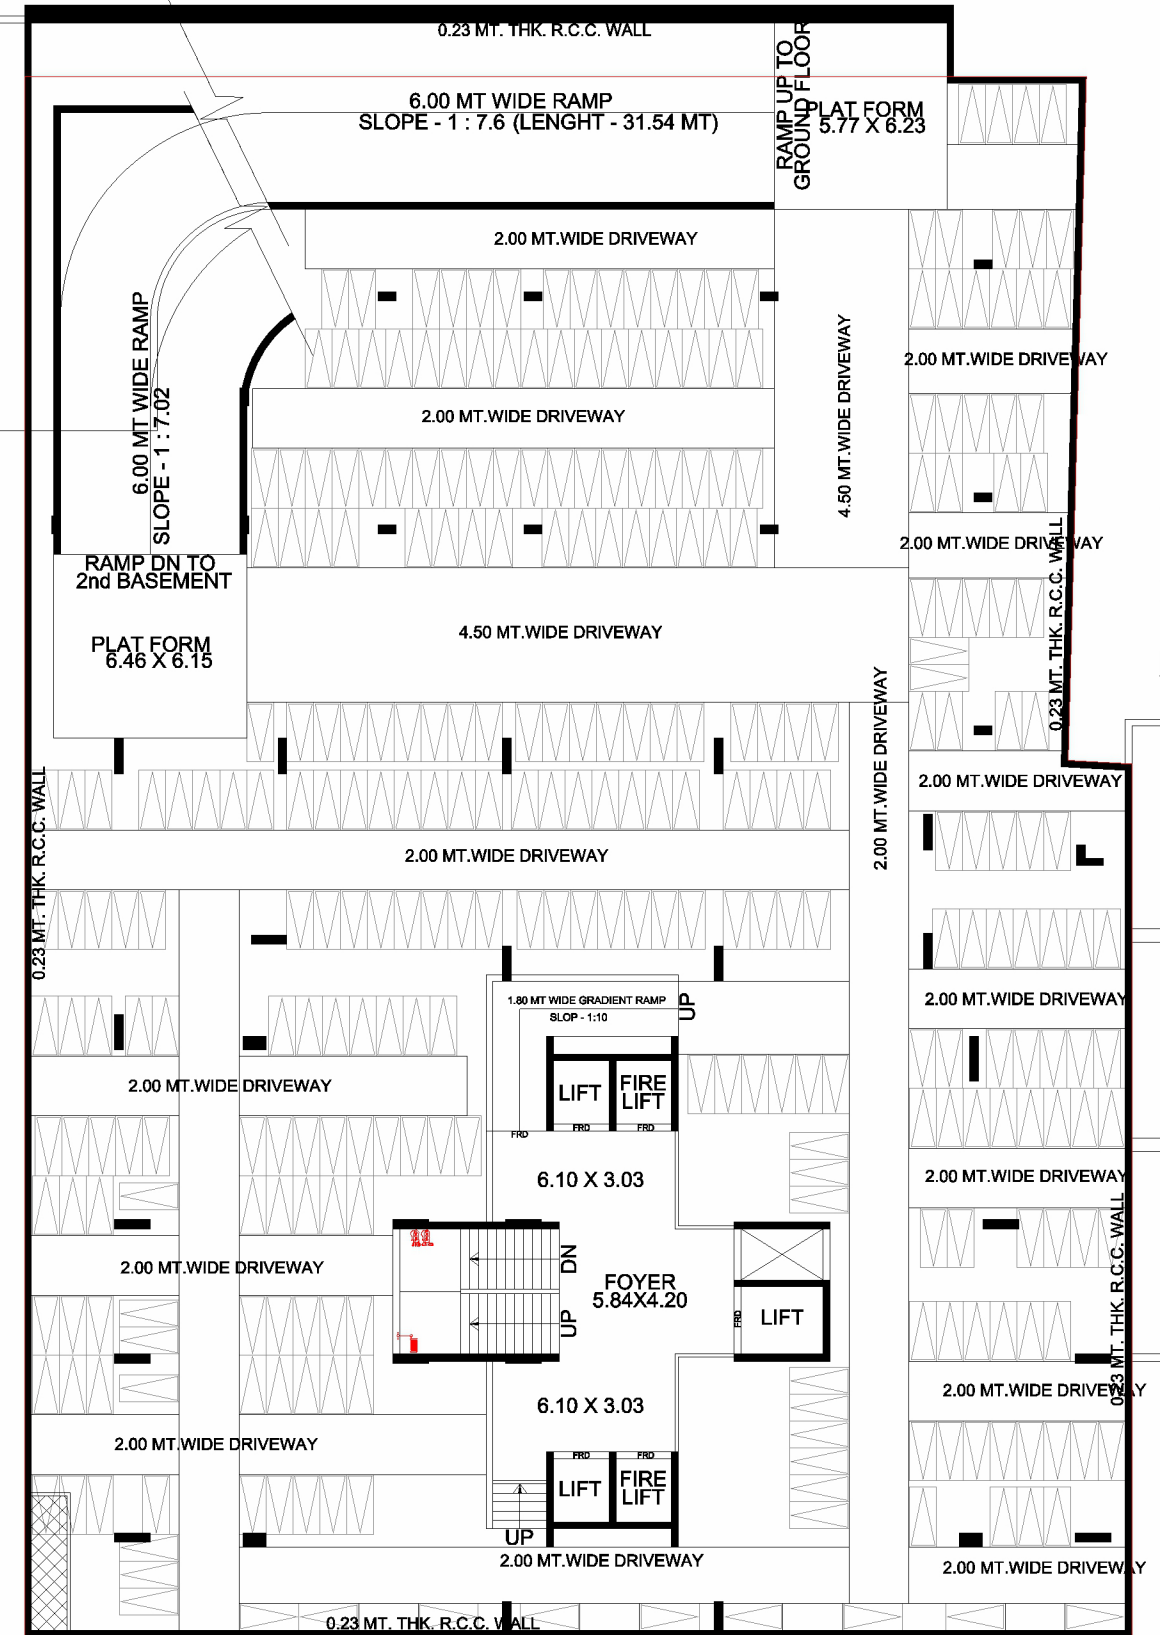 0.23 MT. THK. R.C.C. WALL
6.00 MT WIDE RAMP
SLOPE - 1 : 7.6 (LENGHT - 31.54 MT)
RAMP UP TO
GROUND FLOOR
PLAT FORM
5.77 X 6.23
2.00 MT.WIDE DRIVEWAY
6.00 MT WIDE RAMP
SLOPE - 1 : 7.02
2.00 MT.WIDE DRIVEWAY
4.50 MT.WIDE DRIVEWAY
2.00 MT.WIDE DRIVEWAY
2.00 MT.WIDE DRIVEWAY
0.23 MT. THK. R.C.C. WALL
RAMP DN TO
2nd BASEMENT
PLAT FORM
6.46 X 6.15
4.50 MT.WIDE DRIVEWAY
2.00 MT.WIDE DRIVEWAY
2.00 MT.WIDE DRIVEWAY
0.23 MT. THK. R.C.C. WALL
2.00 MT.WIDE DRIVEWAY
1.80 MT WIDE GRADIENT RAMP
SLOP - 1:10
UP
2.00 MT.WIDE DRIVEWAY
2.00 MT.WIDE DRIVEWAY
LIFT
FIRE
LIFT
FRD
FRD
FRD
6.10 X 3.03
2.00 MT.WIDE DRIVEWAY
0.23 MT. THK. R.C.C. WALL
2.00 MT.WIDE DRIVEWAY
DN
UP
FOYER
5.84X4.20
FRD
LIFT
6.10 X 3.03
2.00 MT.WIDE DRIVEWAY
2.00 MT.WIDE DRIVEWAY
FRD
FRD
LIFT
FIRE
LIFT
UP
2.00 MT.WIDE DRIVEWAY
2.00 MT.WIDE DRIVEWAY
0.23 MT. THK. R.C.C. WALL